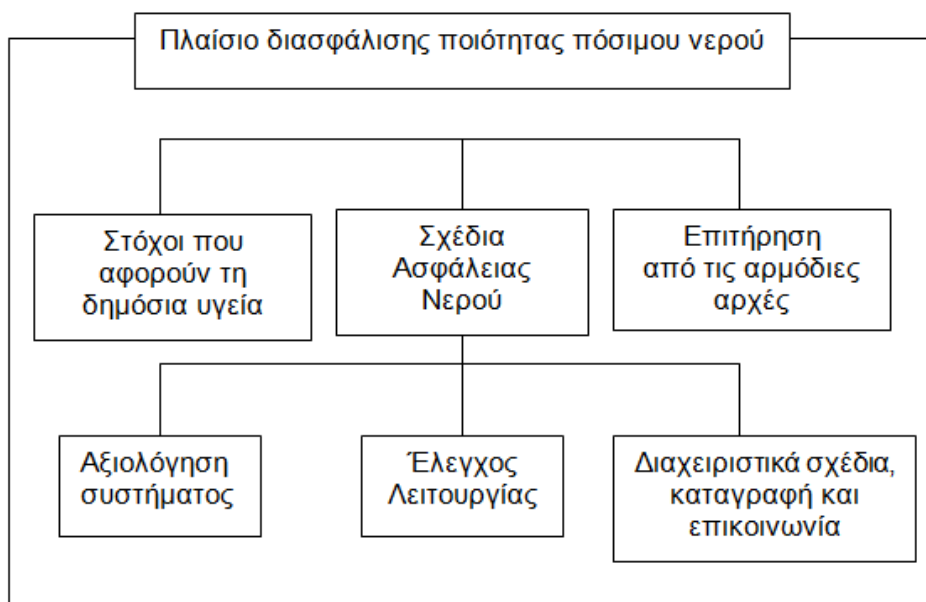 Πλαίσιο διασφάλισης ποιότητας πόσιμου νερού
Στόχοι που
αφορούν τη
δημόσια υγεία
Σχέδια
Ασφάλειας
Νερού
Επιτήρηση
από τις αρμόδιες
αρχές
Αξιολόγηση
συστήματος
Έλεγχος
Λειτουργίας
Διαχειριστικά σχέδια,
καταγραφή και
επικοινωνία